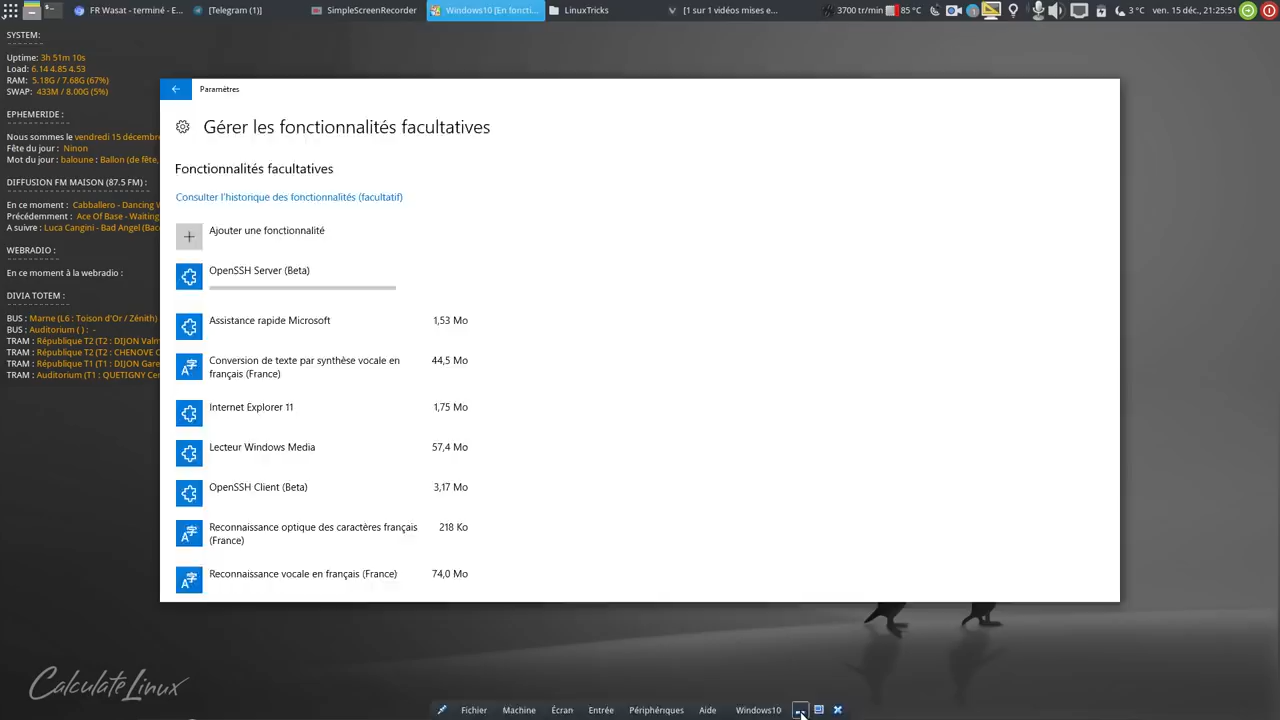 FR Wasat - terminé - E...
[Telegram (1)]
SimpleScreenRecorder
Windows10 [En foncti...
LinuxTricks
[1 sur 1 vidéos mises e...
3700 tr/min
85 °C
3 °C
ven. 15 déc., 21:25:51
SYSTEM:
Uptime: 3h 51m 10s
Load: 6.14 4.85 4.53
RAM: 5.18G / 7.68G (67%)
SWAP: 433M / 8.00G (5%)
EPHEMERIDE :
Nous sommes le vendredi 15 décembre
Fête du jour : Ninon
Mot du jour : baloune : Ballon (de fête,
DIFFUSION FM MAISON (87.5 FM) :
En ce moment : Cabballero - Dancing
Précédemment : Ace Of Base - Waiting
A suivre : Luca Cangini - Bad Angel (Bac
WEBRADIO :
En ce moment à la webradio :
DIVIA TOTEM :
BUS : Marne (L6 : Toison d'Or / Zénith)
BUS : Auditorium ( ) : -
TRAM : République T2 (T2 : DIJON Valm
TRAM : République T2 (T2 : CHENOVE C
TRAM : République T1 (T1 : DIJON Gare
TRAM : Auditorium (T1 : QUETIGNY Cen
Paramètres
Gérer les fonctionnalités facultatives
Fonctionnalités facultatives
Consulter l'historique des fonctionnalités (facultatif)
Ajouter une fonctionnalité
OpenSSH Server (Beta)
Assistance rapide Microsoft 1,53 Mo
Conversion de texte par synthèse vocale en 44,5 Mo
français (France)
Internet Explorer 11 1,75 Mo
Lecteur Windows Media 57,4 Mo
OpenSSH Client (Beta) 3,17 Mo
Reconnaissance optique des caractères français 218 Ko
(France)
Reconnaissance vocale en français (France) 74,0 Mo
Calculate Linux
Fichier
Machine
Écran
Entrée
Périphériques
Aide
Windows10